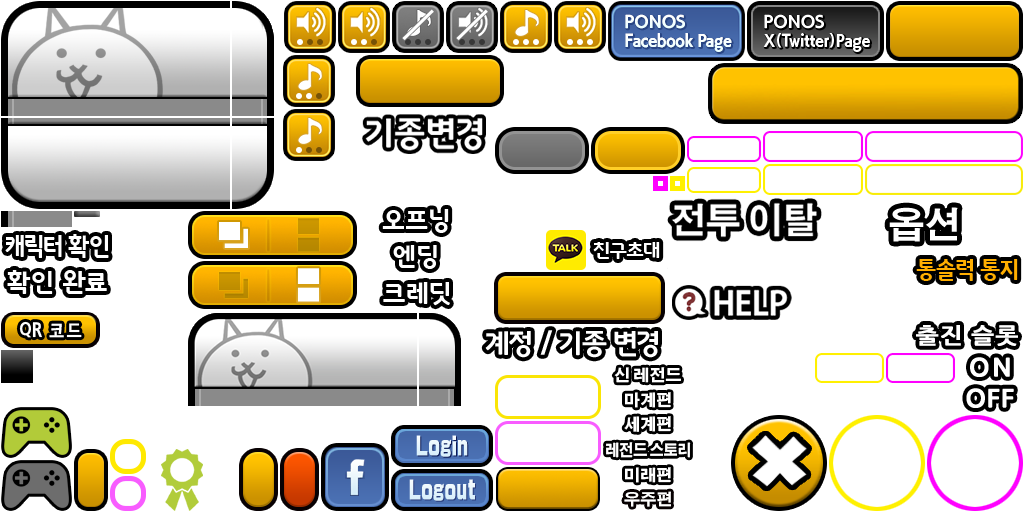 PONOS
Facebook Page
PONOS
X(Twitter)Page
기종변경
전투 이탈
옵션
오프닝
엔딩
크레딧
캐릭터 확인
확인 완료
TALK
친구초대
통솔력 통지
QR 코드
? HELP
계정 / 기종 변경
출진 슬롯
ON
OFF
신 레전드
마계편
세계편
레전드 스토리
미래편
우주편
f
Login
Logout